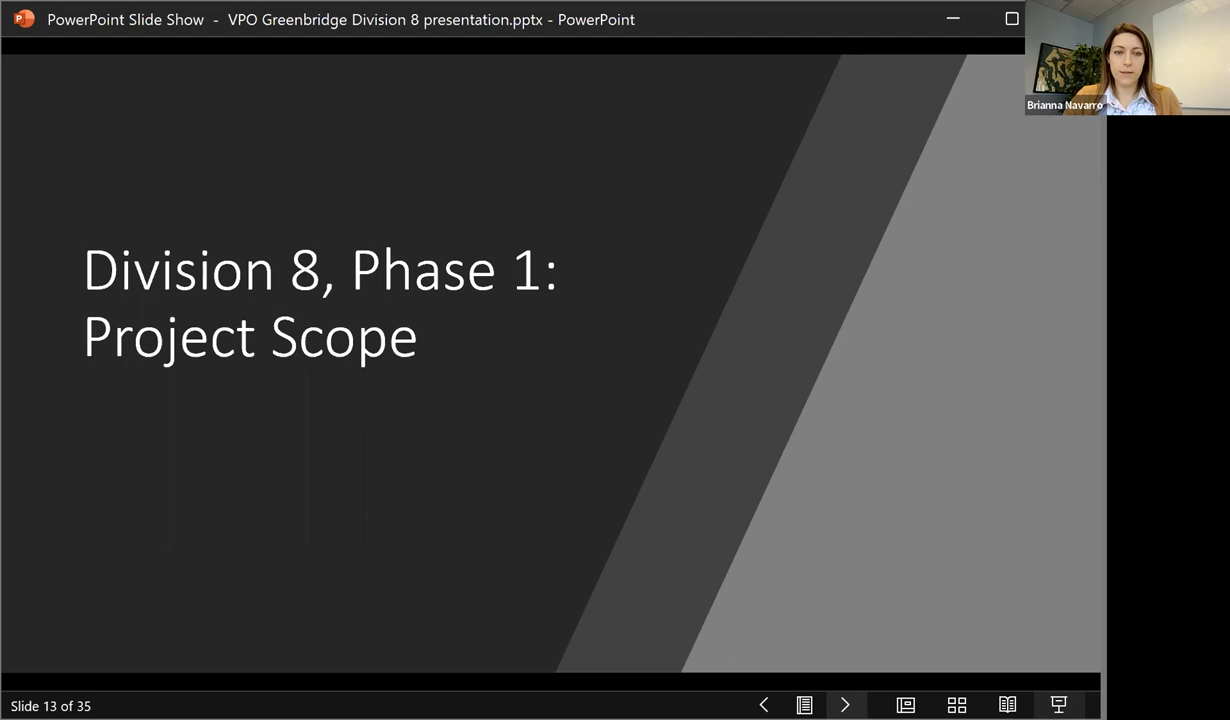 PowerPoint Slide Show - VPO Greenbridge Division 8 presentation.pptx - PowerPoint
Brianna Navarro
Division 8, Phase 1:
Project Scope
Slide 13 of 35